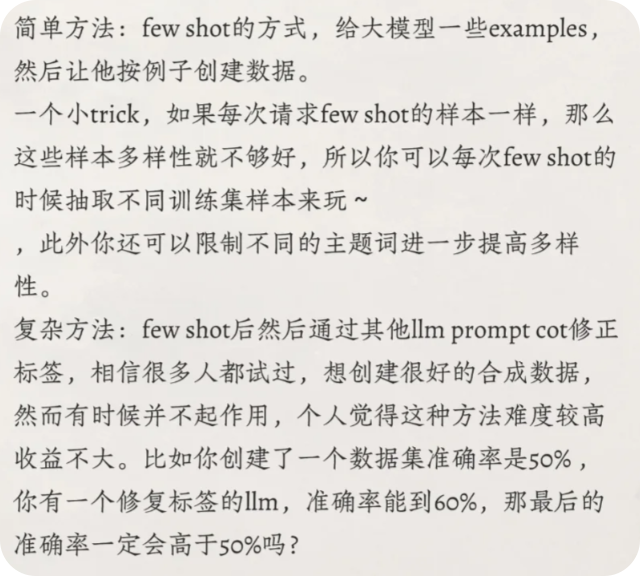 简单方法：few shot的方式，给大模型一些examples，
然后让他按例子创建数据。
一个小trick，如果每次请求few shot的样本一样，那么
这些样本多样性就不够好，所以你可以每次few shot的
时候抽取不同训练集样本来玩 ~
，此外你还可以限制不同的主题词进一步提高多样
性。
复杂方法：few shot后然后通过其他llm prompt cot修正
标签，相信很多人都试过，想创建很好的合成数据，
然而有时候并不起作用，个人觉得这种方法难度较高
收益不大。比如你创建了一个数据集准确率是50%，
你有一个修复标签的llm，准确率能到60%，那最后的
准确率一定会高于50%吗？